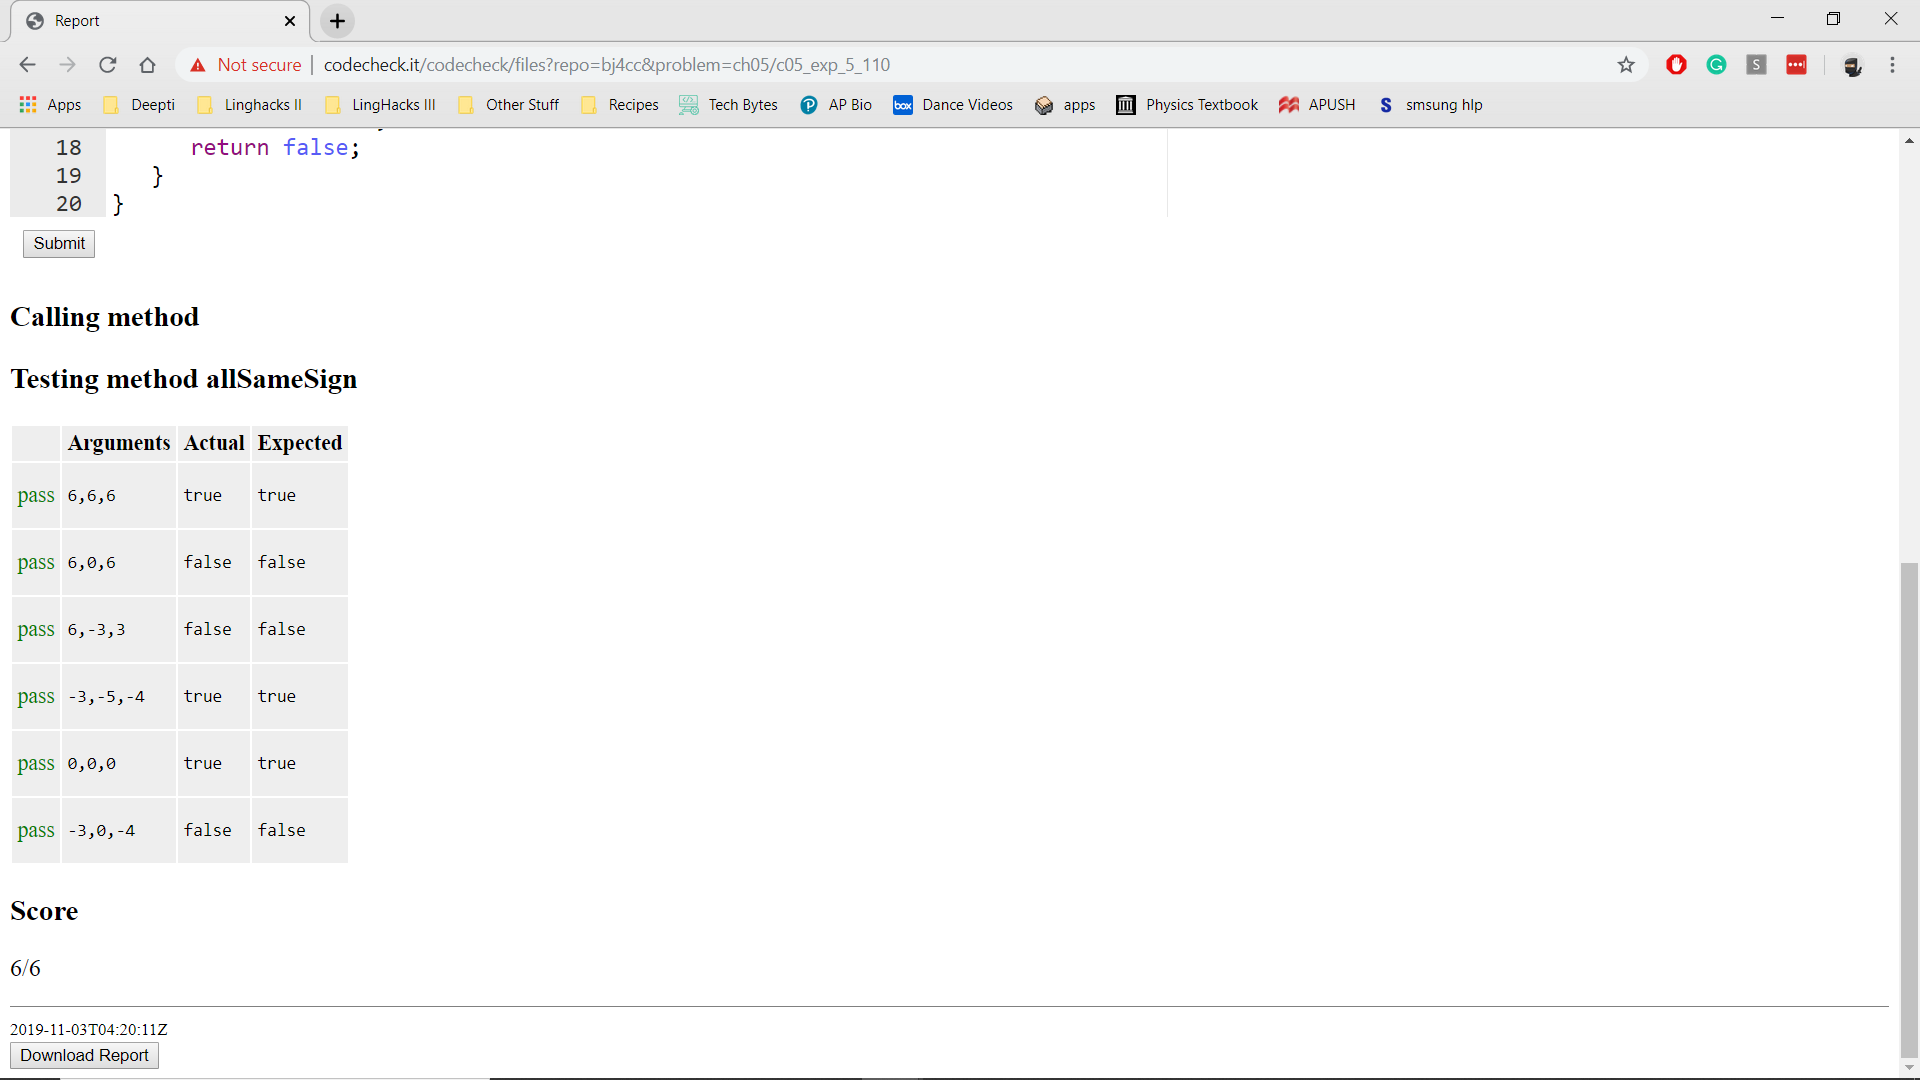 Report
Not secure | codecheck.it/codecheck/files?repo=bj4cc&problem=ch05/c05_exp_5_110
Apps Deepti Linghacks II LingHacks III Other Stuff Recipes Tech Bytes AP Bio box Dance Videos apps Physics Textbook APUSH S smsung hlp
18 return false;
19 }
20 }
Submit
Calling method
Testing method allSameSign
Arguments Actual Expected
pass 6,6,6 true true
pass 6,0,6 false false
pass 6,-3,3 false false
pass -3,-5,-4 true true
pass 0,0,0 true true
pass -3,0,-4 false false
Score
6/6
2019-11-03T04:20:11Z
Download Report